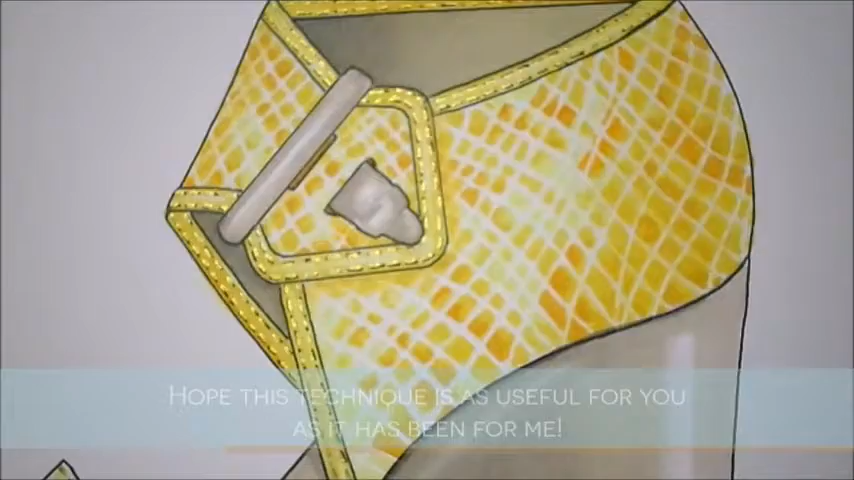 HOPE THIS TECHNIQUE IS AS USEFUL FOR YOU
AS IT HAS BEEN FOR ME!